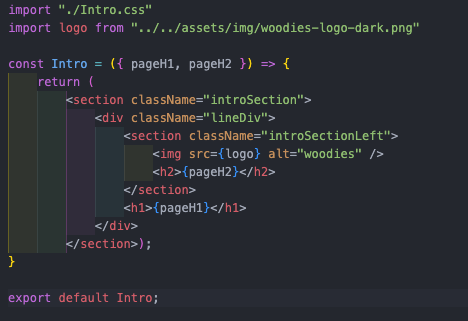 import "./Intro.css"
import logo from "../../assets/img/woodies-logo-dark.png"

const Intro = ({ pageH1, pageH2 }) => {
    return (
        <section className="introSection">
            <div className="lineDiv">
                <section className="introSectionLeft">
                    <img src={logo} alt="woodies" />
                    <h2>{pageH2}</h2>
                </section>
                <h1>{pageH1}</h1>
            </div>
        </section>);
}

export default Intro;